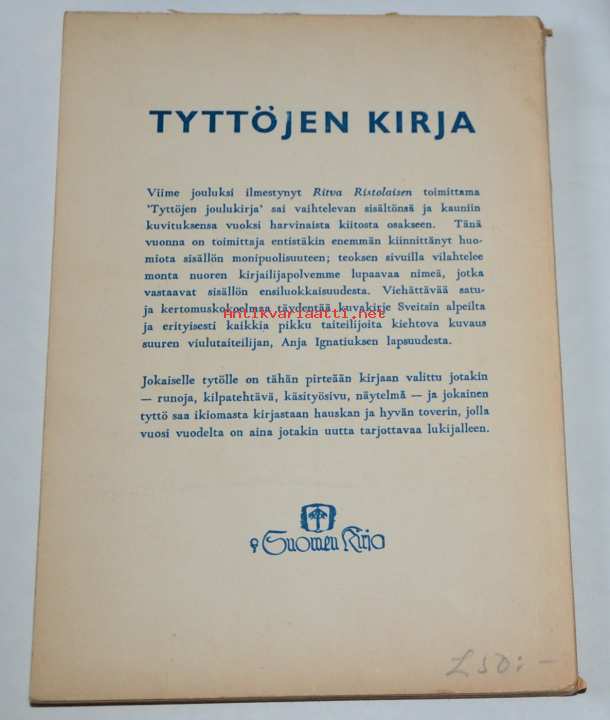 TYTTÖJEN KIRJA
Viime jouluksi ilmestynyt Ritva Ristolaisen toimittama
'Tyttöjen joulukirja' sai vaihtelevan sisältönsä ja kauniin
kuvituksensa vuoksi harvinaista kiitosta osakseen. Tänä
vuonna on toimittaja entistäkin enemmän kiinnittänyt huo-
miota sisällön monipuolisuuteen; teoksen sivuilla vilahtelee
monta nuoren kirjailijapolvemme lupaavaa nimeä, jotka
vastaavat sisällön ensiluokkaisuudesta. Viehättävää satu-
ja kertomuskokoelmaa täydentää kuvakirje Sveitsin alpeilta
Antikvariaatti.net
ja erityisesti kaikkia pikku taiteilijoita kiehtova kuvaus
suuren viulutaiteilijan, Anja Ignatiuksen lapsuudesta.
Jokaiselle tytölle on tähän pirteään kirjaan valittu jotakin
— runoja, kilpatehtävä, käsityösivu, näytelmä — ja jokainen
tyttö saa ikiomasta kirjastaan hauskan ja hyvän toverin, jolla
vuosi vuodelta on aina jotakin uutta tarjottavaa lukijalleen.
Suomen Kirja